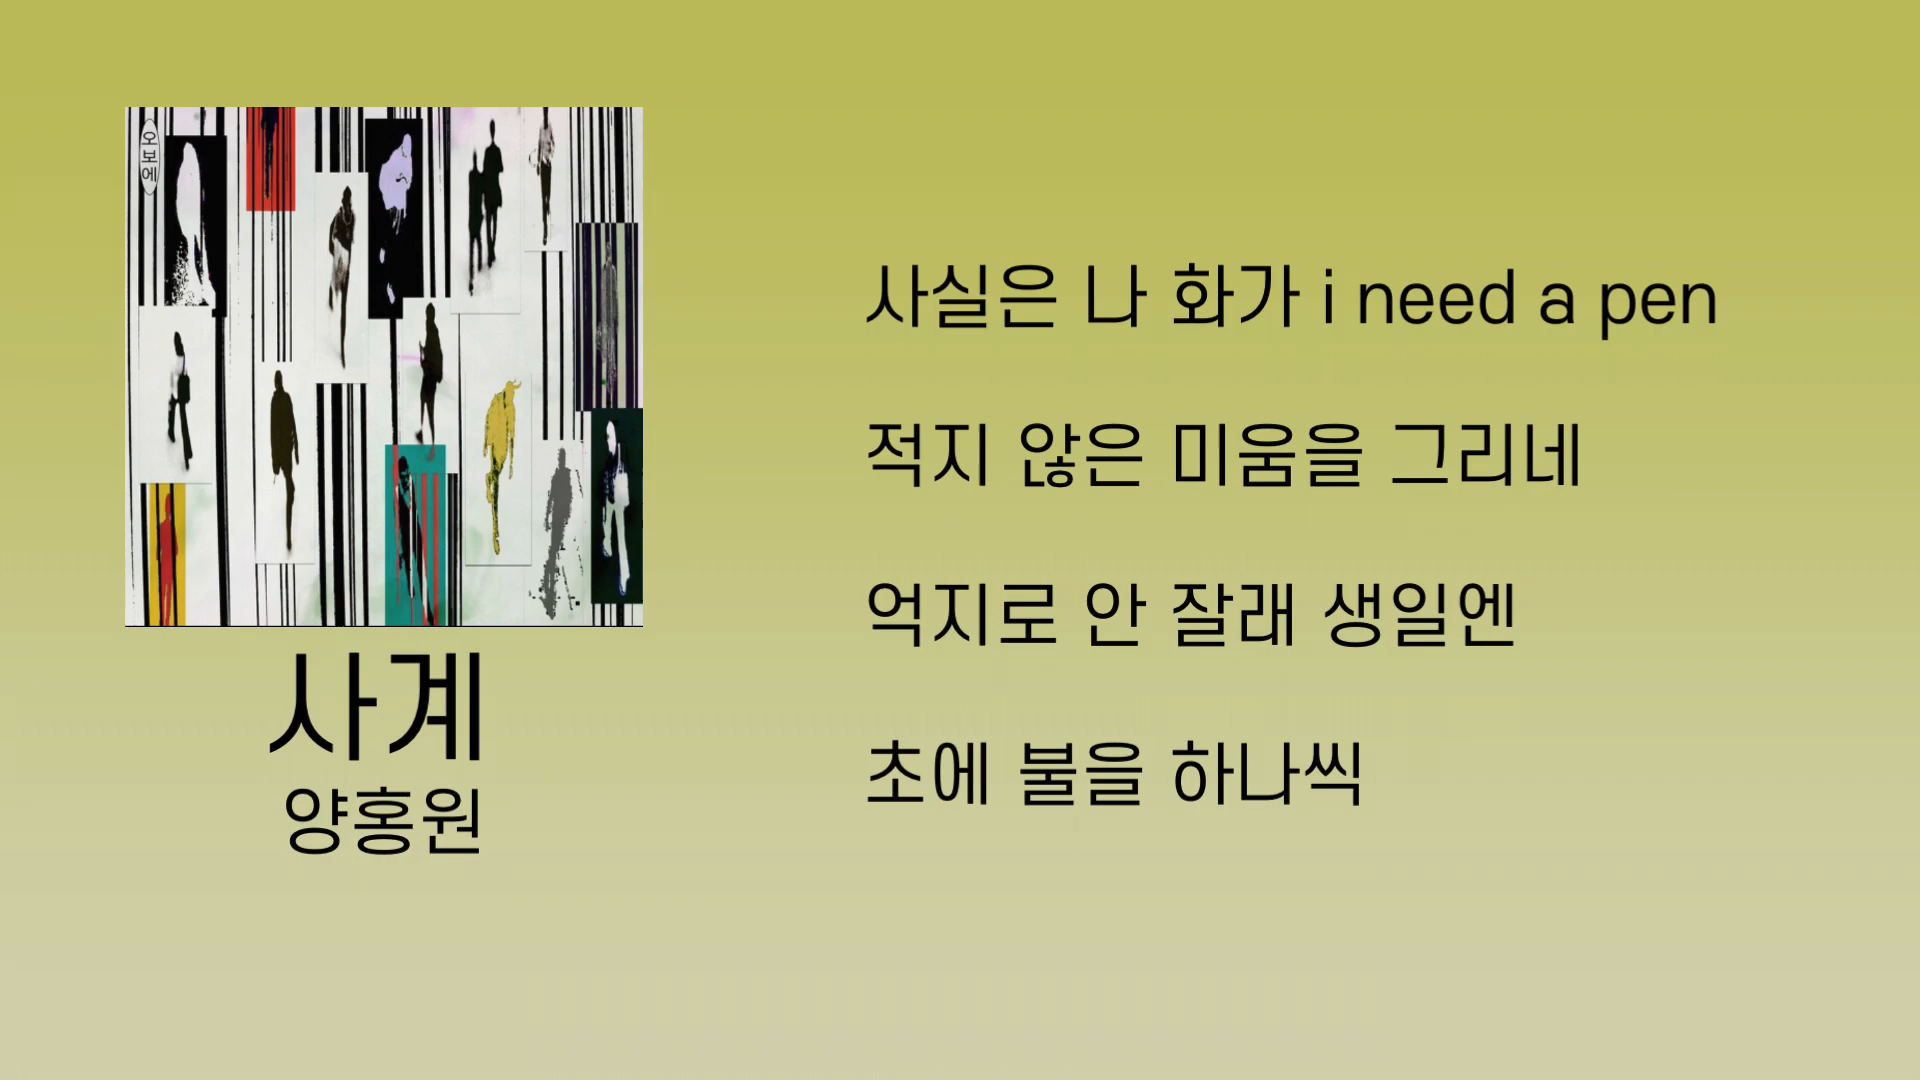 오
보
에
사계
양홍원
사실은 나 화가 i need a pen
적지 않은 미움을 그리네
억지로 안 잘래 생일엔
초에 불을 하나씩